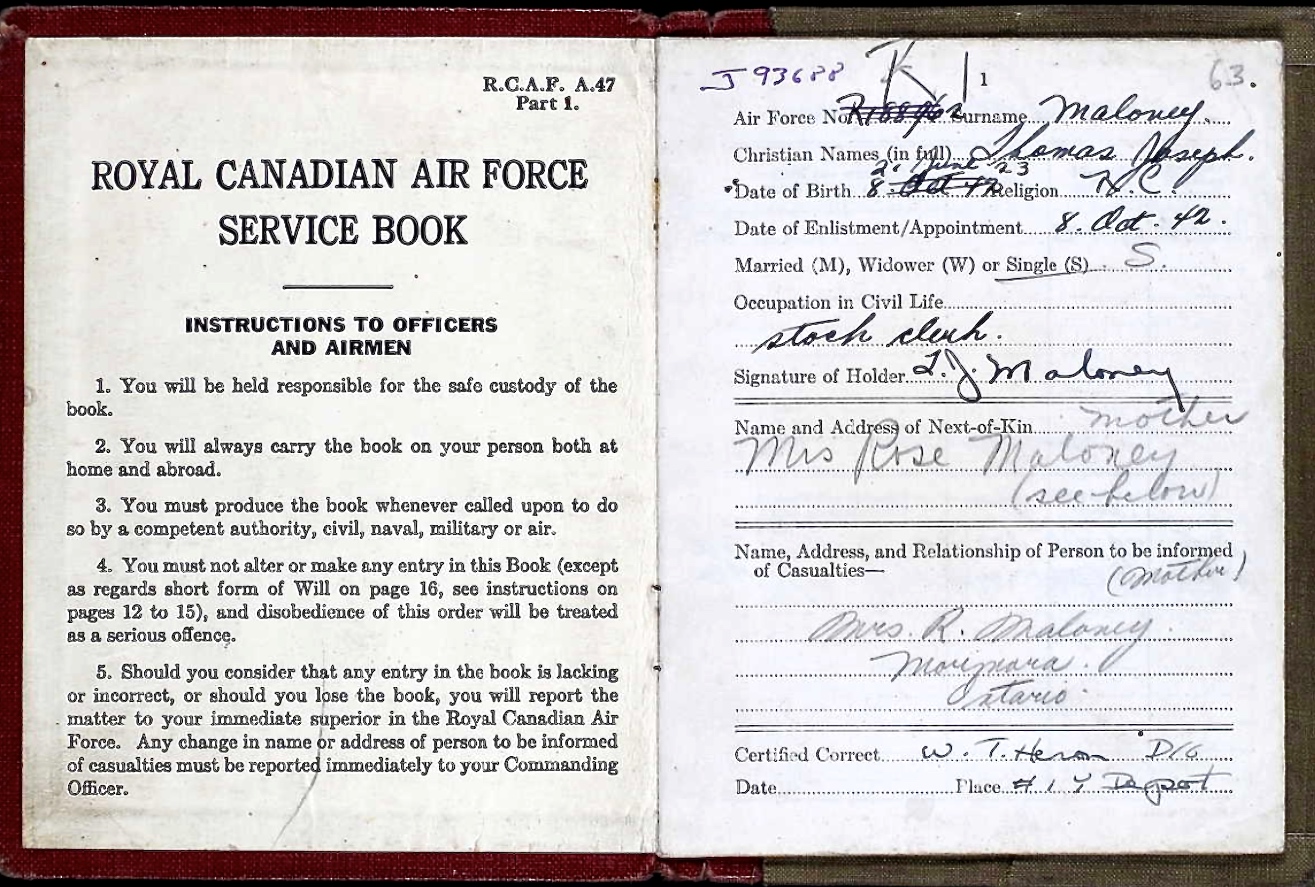 R.C.A.F. A.47
Part 1.
ROYAL CANADIAN AIR FORCE
SERVICE BOOK
INSTRUCTIONS TO OFFICERS
AND AIRMEN
1. You will be held responsible for the safe custody of the
book.
2. You will always carry the book on your person both at
home and abroad.
3. You must produce the book whenever called upon to do
so by a competent authority, civil, naval, military or air.
4. You must not alter or make any entry in this Book (except
as regards short form of Will on page 16, see instructions on
pages 12 to 15), and disobedience of this order will be treated
as a serious offence.
5. Should you consider that any entry in the book is lacking
or incorrect, or should you lose the book, you will report the
matter to your immediate superior in the Royal Canadian Air
Force. Any change in name or address of person to be informed
of casualties must be reported immediately to your Commanding
Officer.
J 93688 K 1 63.
Air Force No. Surname Maloney.
Christian Names (in full) Thomas Joseph.
June 23
Date of Birth 8. Oct 42 Religion R.C.
Date of Enlistment/Appointment 8. Oct. 42.
Married (M), Widower (W) or Single (S) S.
Occupation in Civil Life
stock clerk.
Signature of Holder T.J. Maloney
Name and Address of Next-of-Kin mother
Mrs Rose Maloney
(see below)
Name, Address, and Relationship of Person to be informed
of Casualties— (Mother)
Mrs. R. Maloney.
Ontario.
Certified Correct W. T. Heron
Date Place # 1 Y Depot